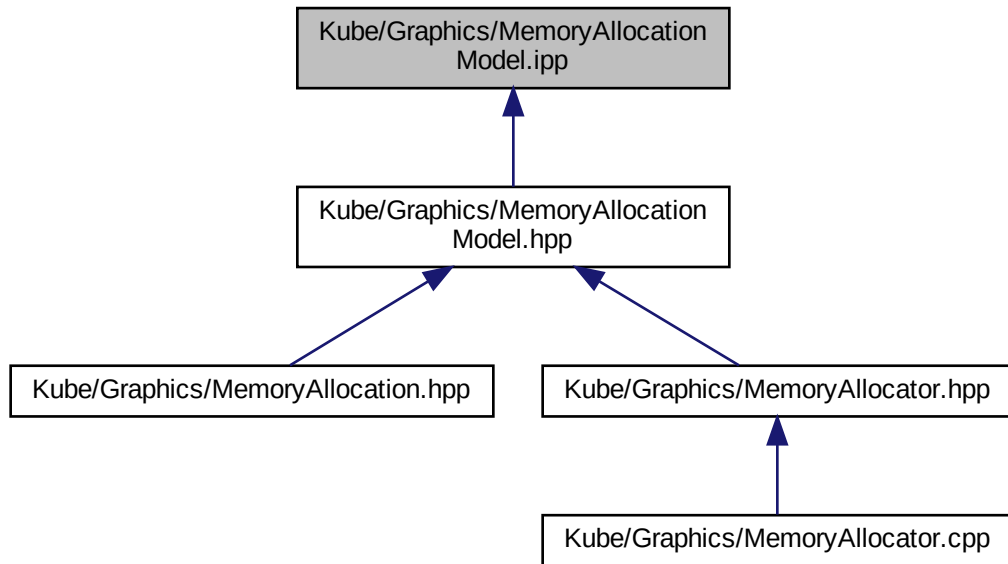 Kube/Graphics/MemoryAllocation
Model.ipp
Kube/Graphics/MemoryAllocation
Model.hpp
Kube/Graphics/MemoryAllocation.hpp
Kube/Graphics/MemoryAllocator.hpp
Kube/Graphics/MemoryAllocator.cpp